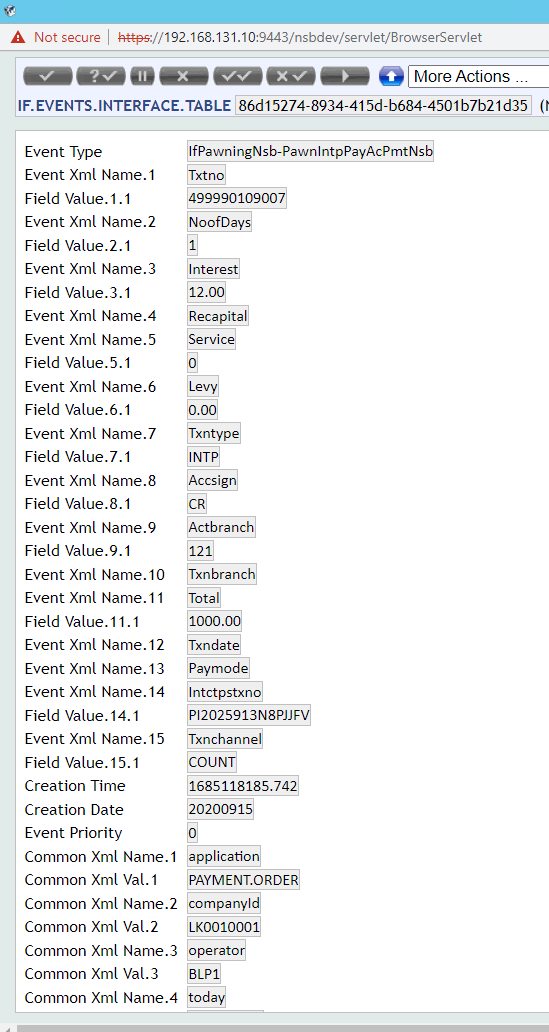 Not secure | https://192.168.131.10:9443/nsbdev/servlet/BrowserServlet
More Actions ...
IF.EVENTS.INTERFACE.TABLE 86d15274-8934-415d-b684-4501b7b21d35
Event Type IfPawningNsb-PawnIntpPayAcPmtNsb
Event Xml Name.1 Txtno
Field Value.1.1 499990109007
Event Xml Name.2 NoofDays
Field Value.2.1 1
Event Xml Name.3 Interest
Field Value.3.1 12.00
Event Xml Name.4 Recapital
Event Xml Name.5 Service
Field Value.5.1 0
Event Xml Name.6 Levy
Field Value.6.1 0.00
Event Xml Name.7 Txntype
Field Value.7.1 INTP
Event Xml Name.8 Accsign
Field Value.8.1 CR
Event Xml Name.9 Actbranch
Field Value.9.1 121
Event Xml Name.10 Txnbranch
Event Xml Name.11 Total
Field Value.11.1 1000.00
Event Xml Name.12 Txndate
Event Xml Name.13 Paymode
Event Xml Name.14 Intctpstxno
Field Value.14.1 PI2025913N8PJJFV
Event Xml Name.15 Txnchannel
Field Value.15.1 COUNT
Creation Time 1685118185.742
Creation Date 20200915
Event Priority 0
Common Xml Name.1 application
Common Xml Val.1 PAYMENT.ORDER
Common Xml Name.2 companyId
Common Xml Val.2 LK0010001
Common Xml Name.3 operator
Common Xml Val.3 BLP1
Common Xml Name.4 today